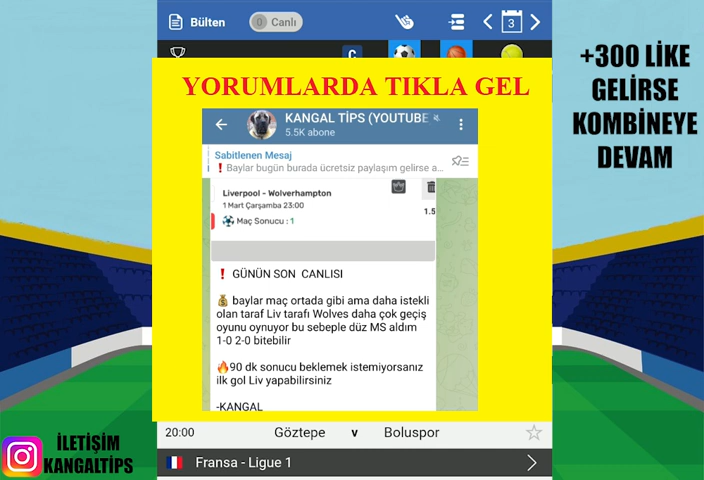 Bülten
0 Canlı
3
C
+300 LİKE
GELİRSE
KOMBİNEYE
DEVAM
YORUMLARDA TIKLA GEL
KANGAL TİPS (YOUTUBE
5.5K abone
Sabitlenen Mesaj
❗ Baylar bugün burada ücretsiz paylaşım gelirse a...
Liverpool - Wolverhampton
1 Mart Çarşamba 23:00
Maç Sonucu : 1
1.5
❗ GÜNÜN SON CANLISI
💰 baylar maç ortada gibi ama daha istekli
olan taraf Liv tarafı Wolves daha çok geçiş
oyunu oynuyor bu sebeple düz MS aldım
1-0 2-0 bitebilir
🔥90 dk sonucu beklemek istemiyorsanız
ilk gol Liv yapabilirsiniz
-KANGAL
20:00 Göztepe v Boluspor
Fransa - Ligue 1
İLETİŞİM
KANGALTİPS